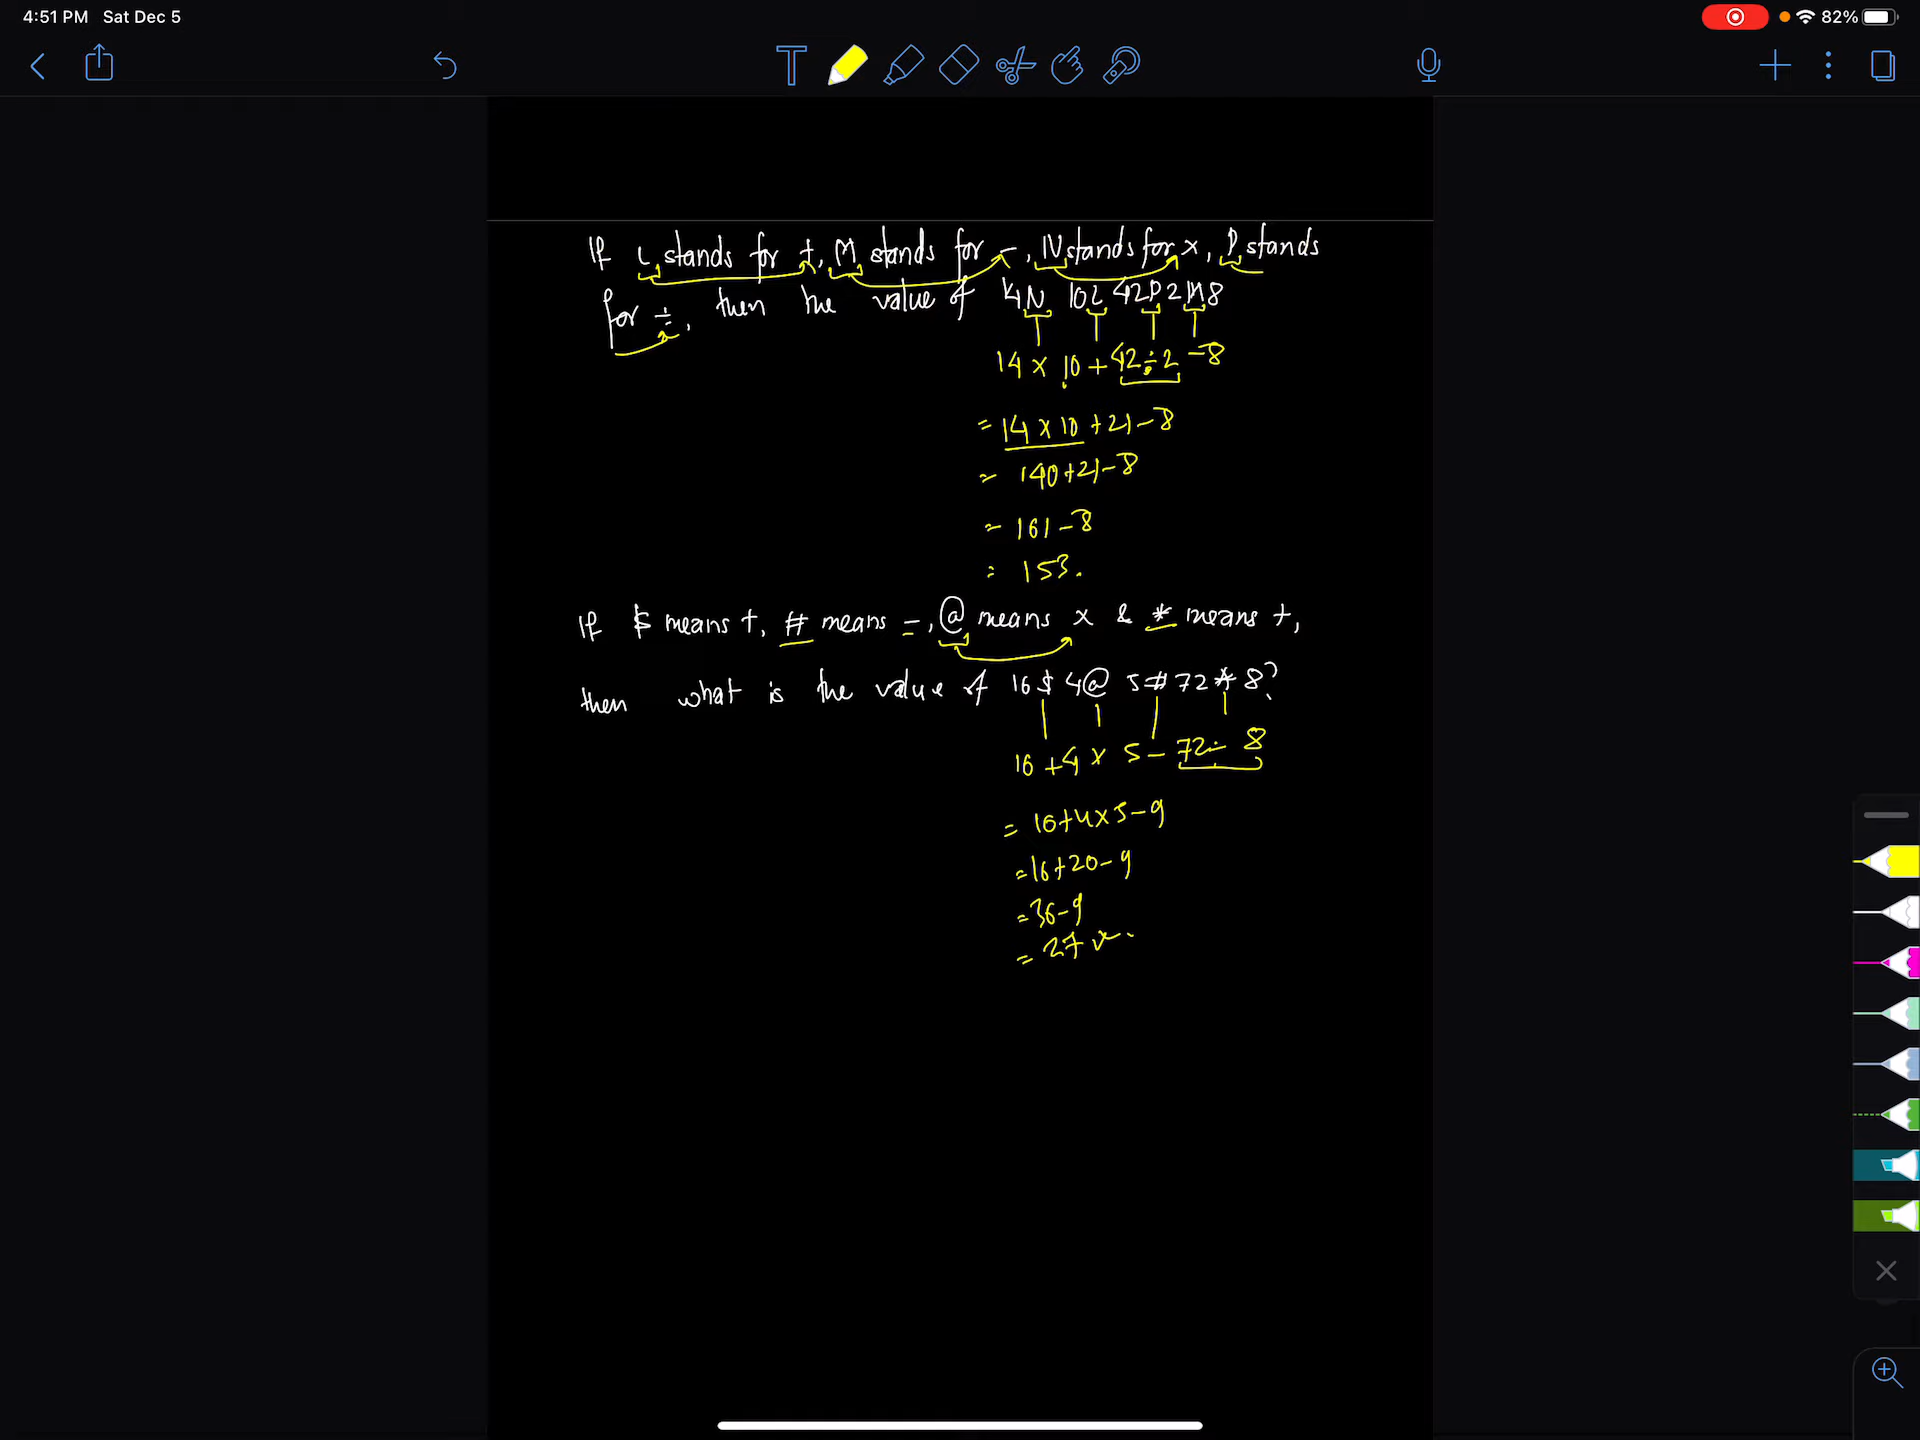 4:51 PM Sat Dec 5
82%
If L stands for +, M stands for -, N stands for x, P stands
for ÷, then the value of 14N 10L 42P2M8
14 x 10 + 42÷2 -8
= 14 x 10 +21-8
= 140+21-8
= 161-8
= 153.
If $ means +, # means -, @ means x & * means +,
then what is the value of 16$ 4@ 5# 72* 8?
16 +4 x 5- 72÷ 8
= 16+4x5-9
=16+20-9
=36-9
= 27